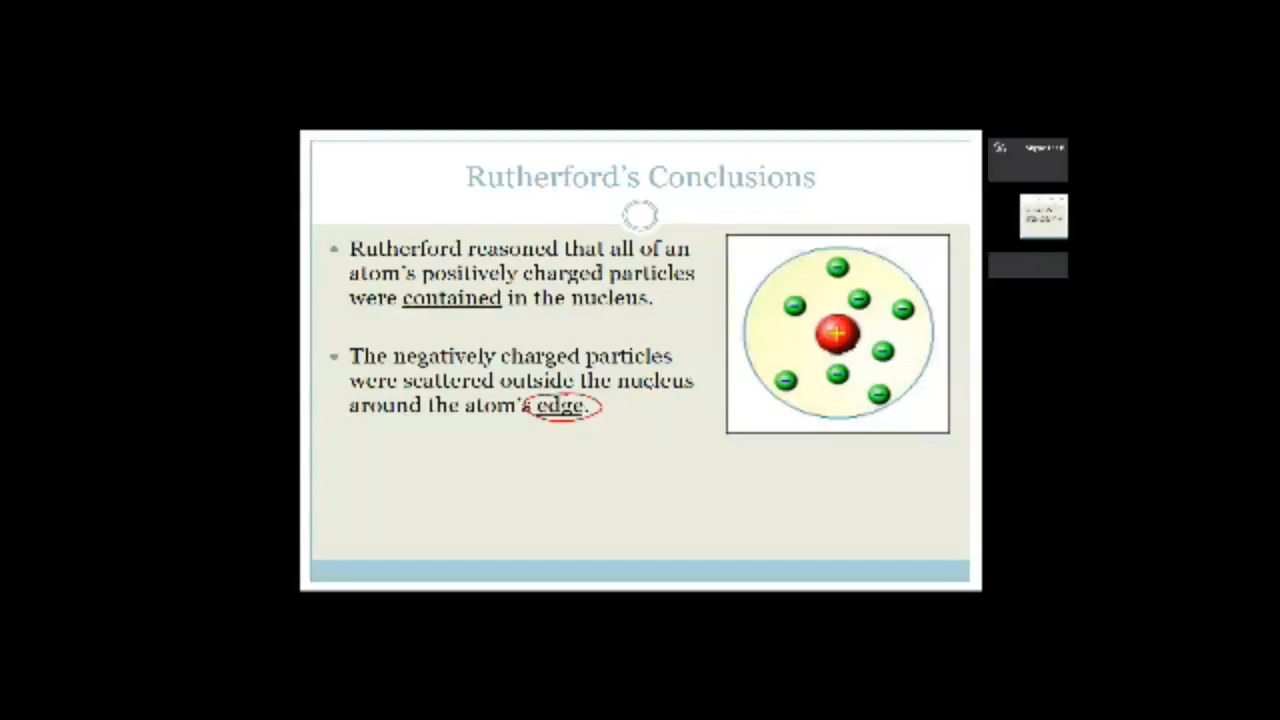 Rutherford's Conclusions
• Rutherford reasoned that all of an
atom's positively charged particles
were contained in the nucleus.
• The negatively charged particles
were scattered outside the nucleus
around the atom's edge.